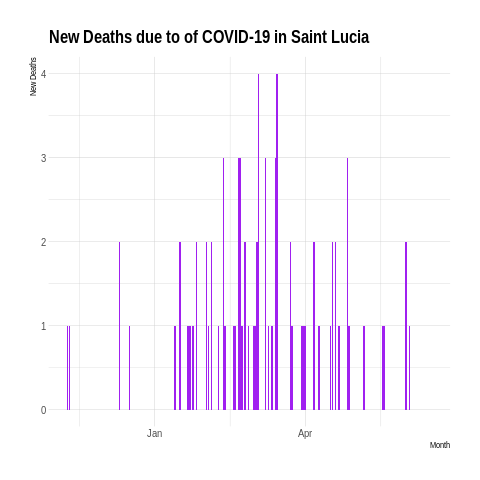 New Deaths due to of COVID-19 in Saint Lucia
New Deaths
4
3
2
1
0
Jan
Apr
Month